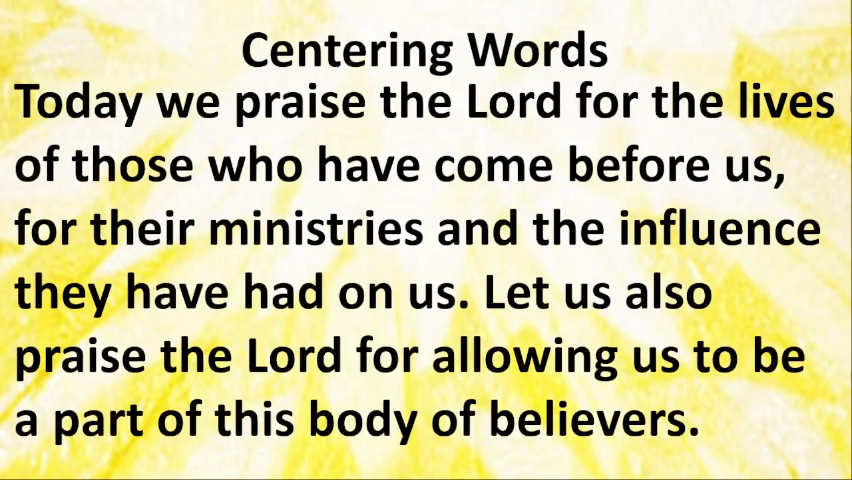 Centering Words
Today we praise the Lord for the lives
of those who have come before us,
for their ministries and the influence
they have had on us. Let us also
praise the Lord for allowing us to be
a part of this body of believers.